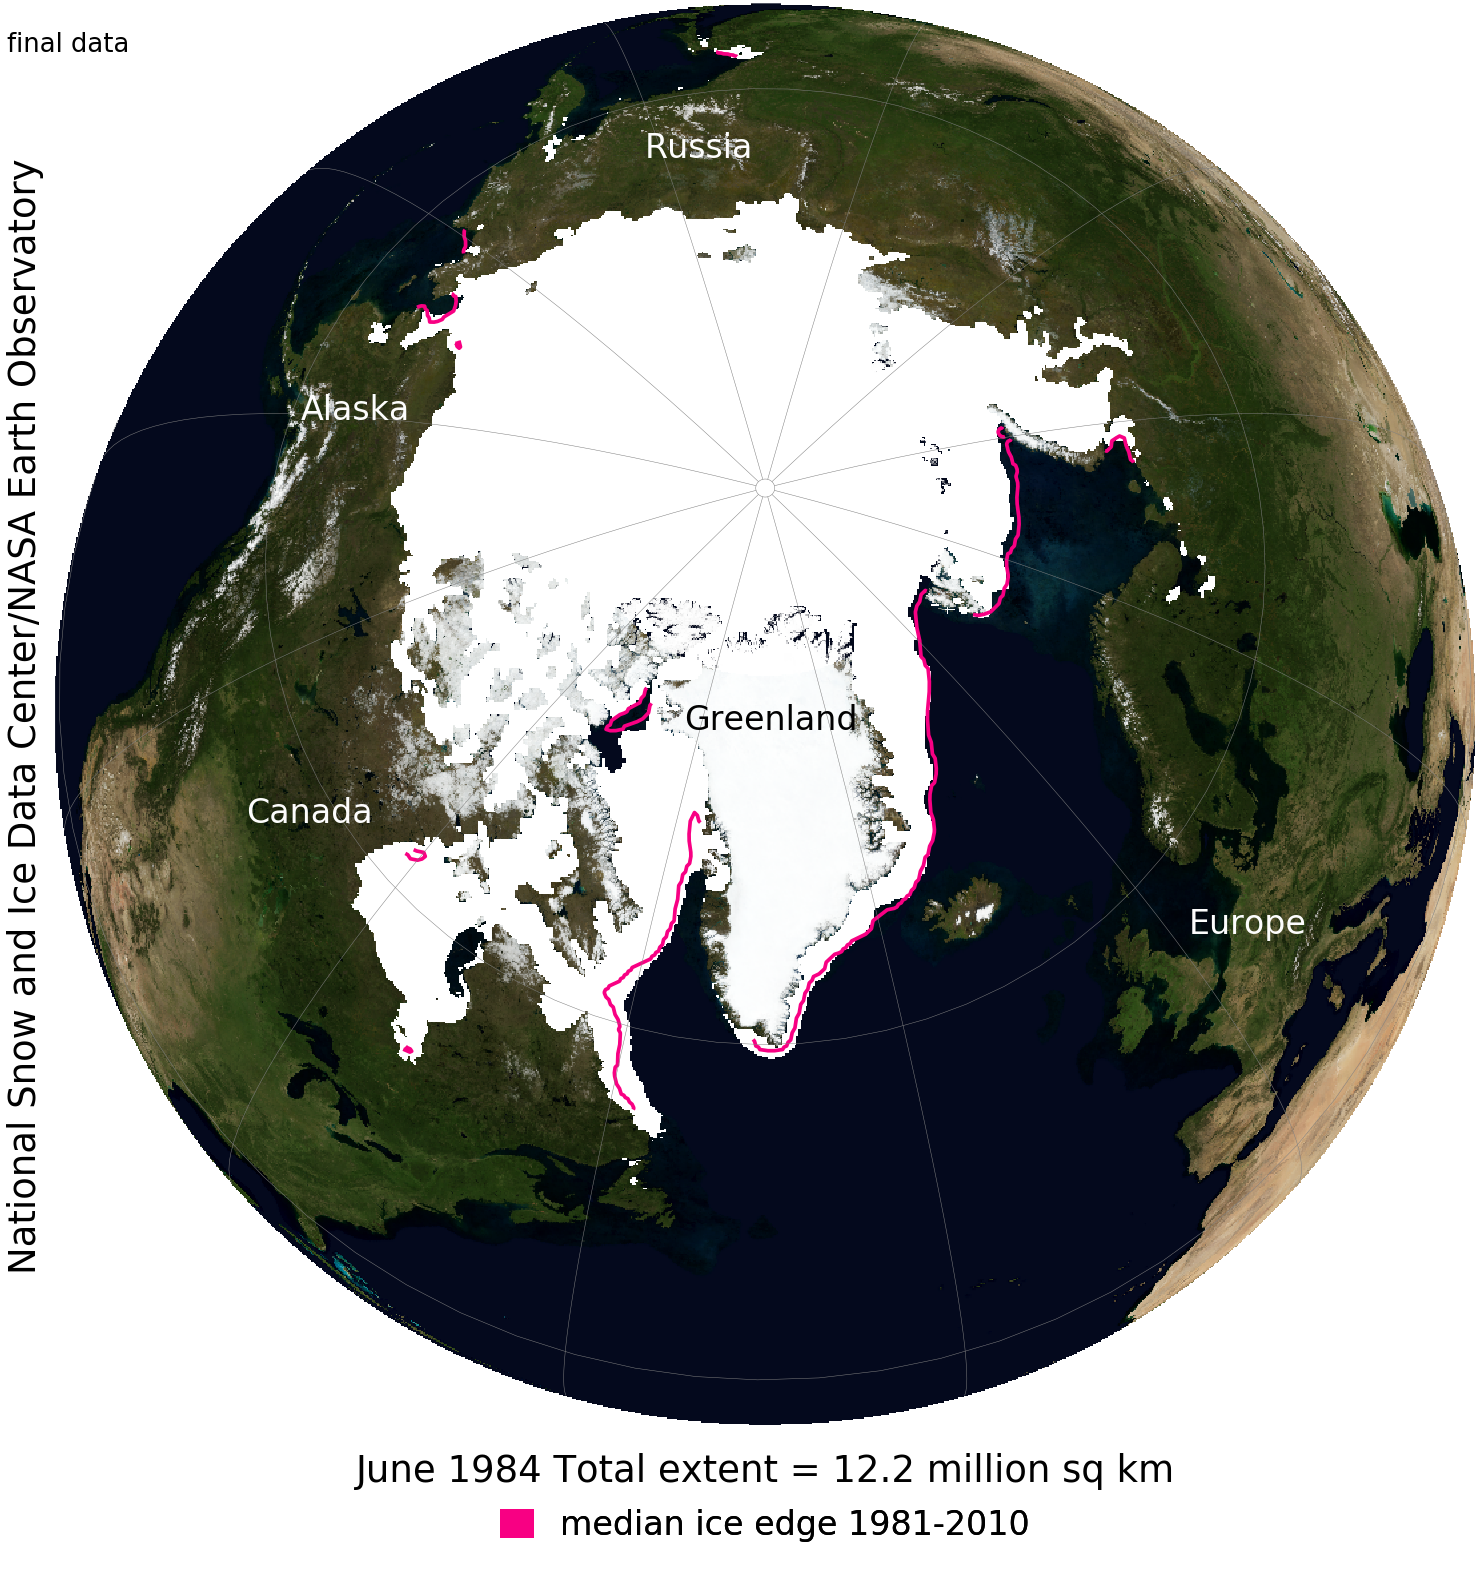 final data
National Snow and Ice Data Center/NASA Earth Observatory
Russia
Alaska
Greenland
Canada
Europe
June 1984 Total extent = 12.2 million sq km
median ice edge 1981-2010